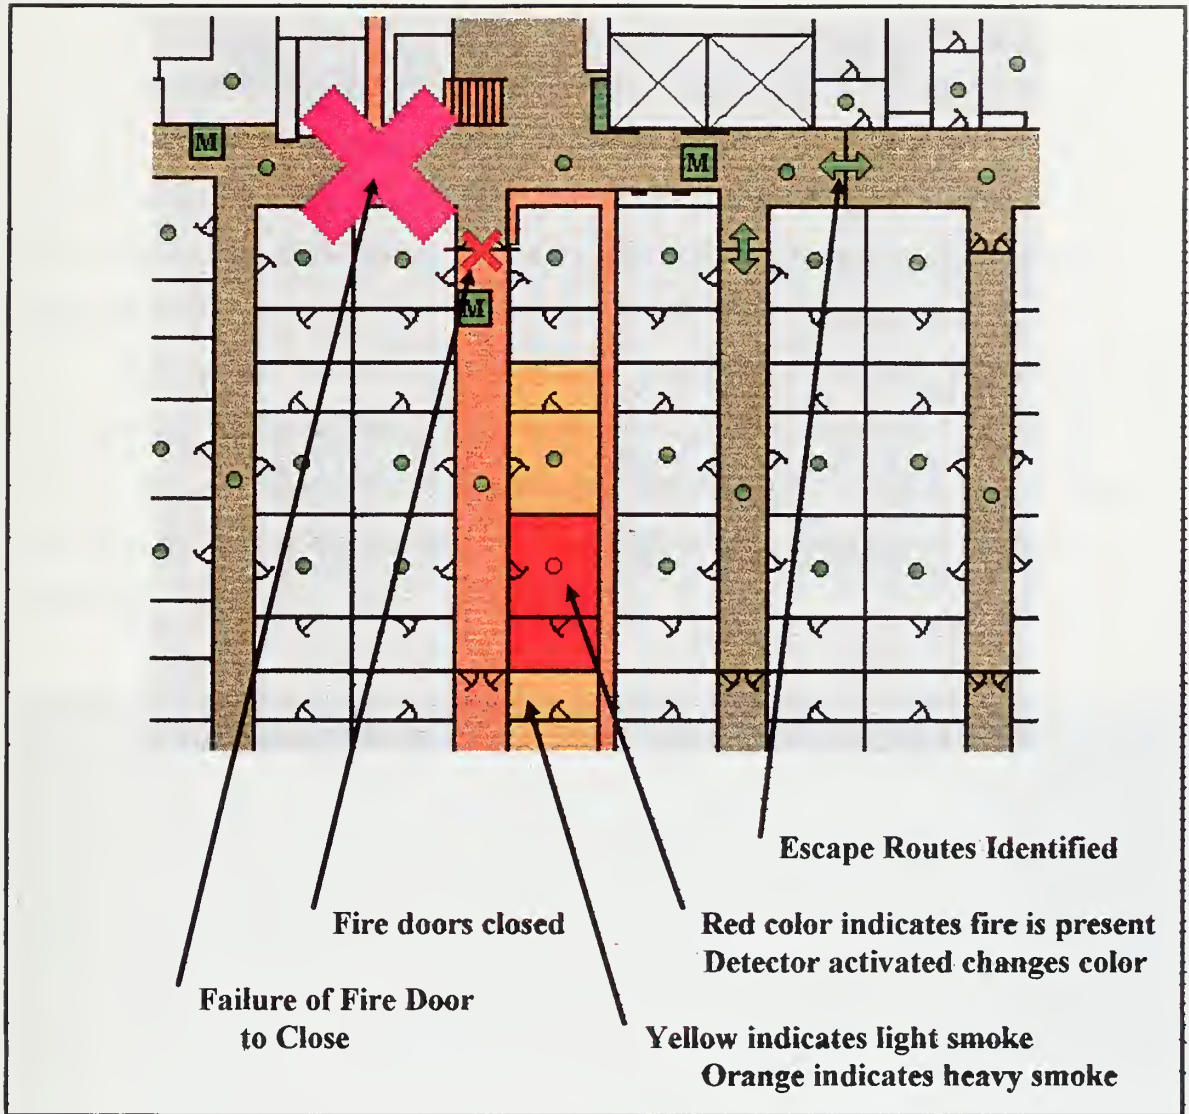 M
M
M
Escape Routes Identified
Fire doors closed
Red color indicates fire is present
Detector activated changes color
Failure of Fire Door
to Close
Yellow indicates light smoke
Orange indicates heavy smoke